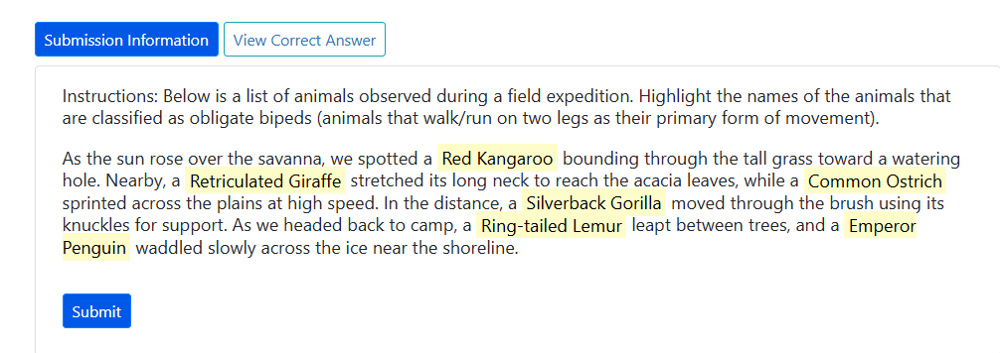 Submission Information View Correct Answer
Instructions: Below is a list of animals observed during a field expedition. Highlight the names of the animals that
are classified as obligate bipeds (animals that walk/run on two legs as their primary form of movement).
As the sun rose over the savanna, we spotted a Red Kangaroo bounding through the tall grass toward a watering
hole. Nearby, a Retriculated Giraffe stretched its long neck to reach the acacia leaves, while a Common Ostrich
sprinted across the plains at high speed. In the distance, a Silverback Gorilla moved through the brush using its
knuckles for support. As we headed back to camp, a Ring-tailed Lemur leapt between trees, and a Emperor
Penguin waddled slowly across the ice near the shoreline.
Submit